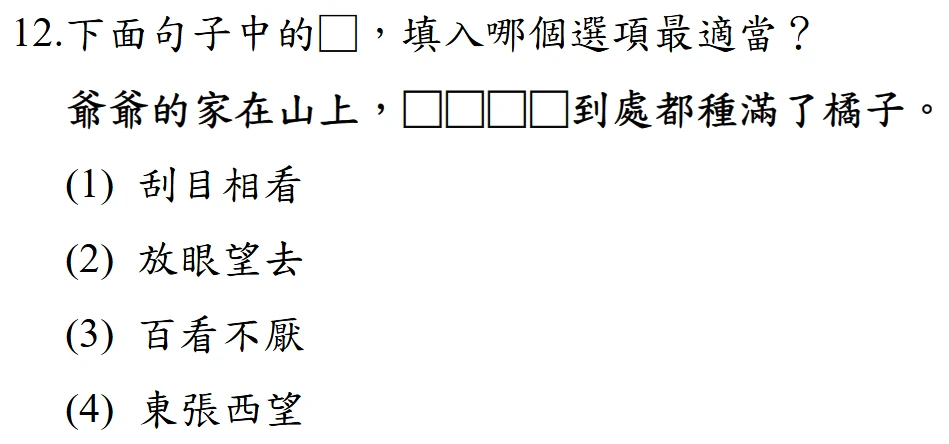 12.下面句子中的□,填入哪個選項最適當?
爺爺的家在山上,□□□□到處都種滿了橘子。
(1) 刮目相看
(2) 放眼望去
(3) 百看不厭
(4) 東張西望